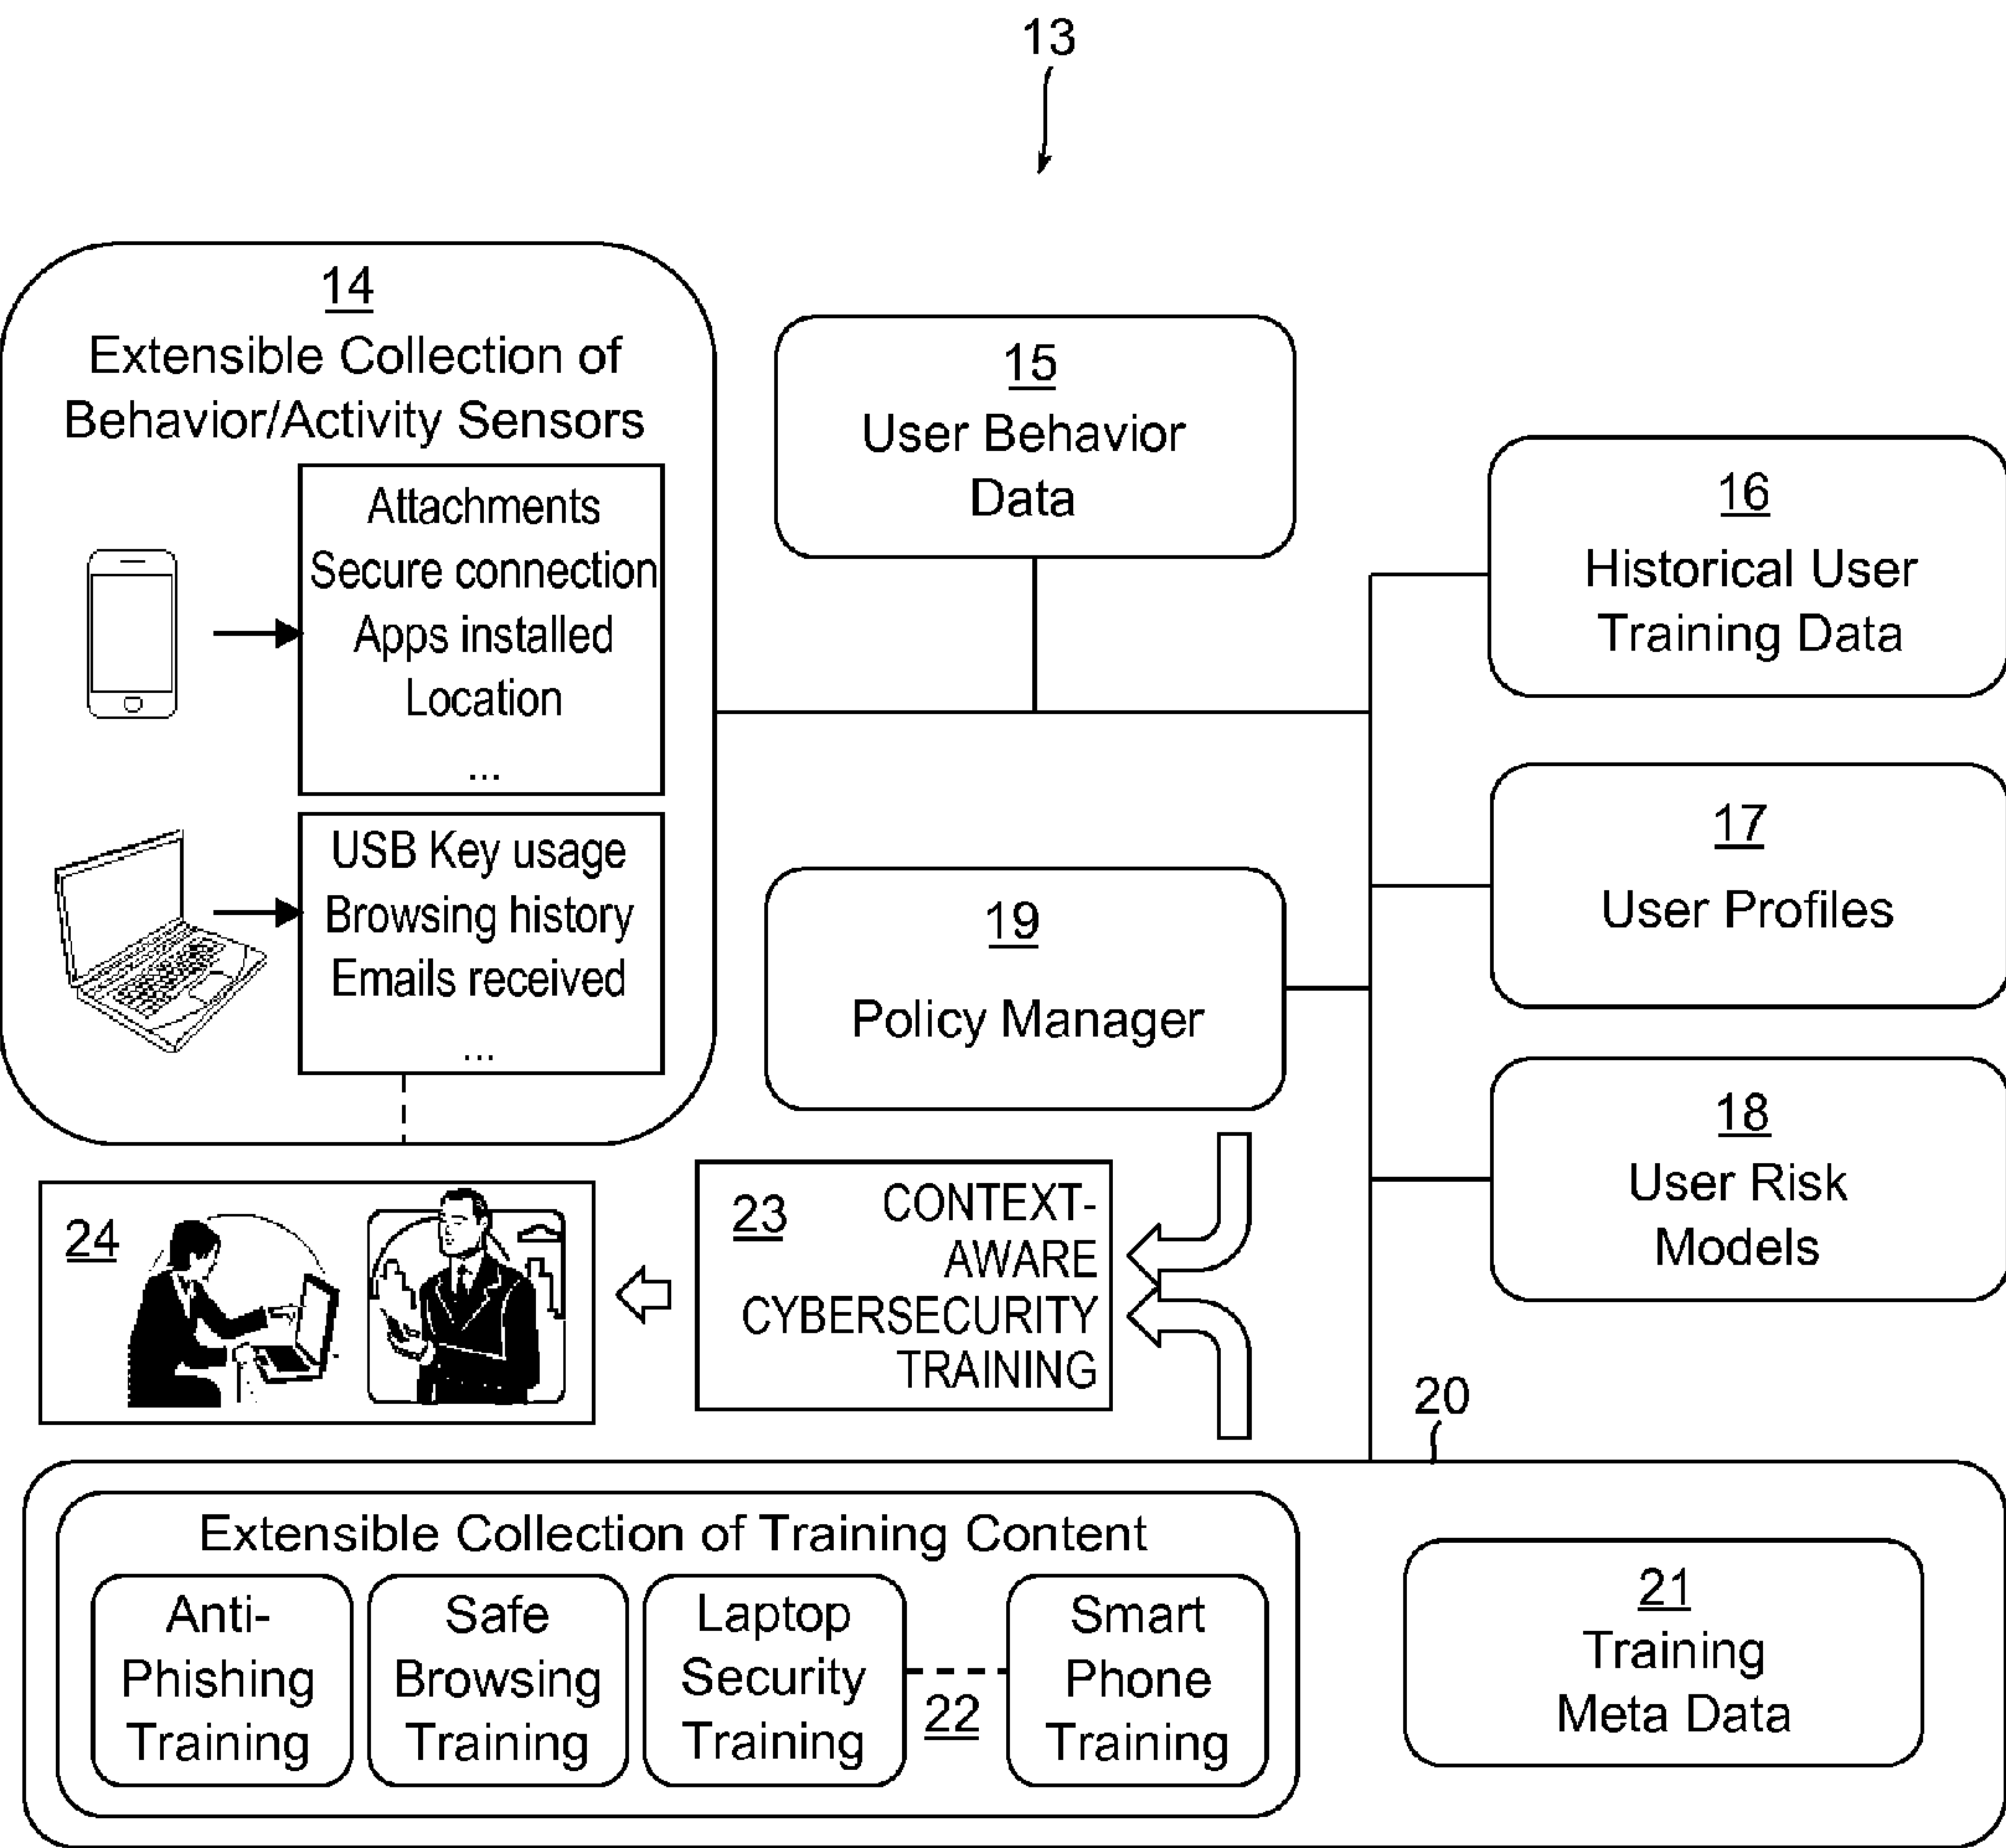 13
14
Extensible Collection of
Behavior/Activity Sensors
Attachments
Secure connection
Apps installed
Location
...
USB Key usage
Browsing history
Emails received
...
15
User Behavior
Data
16
Historical User
Training Data
17
User Profiles
19
Policy Manager
18
User Risk
Models
24
23
CONTEXT-
AWARE
CYBERSECURITY
TRAINING
20
Extensible Collection of Training Content
Anti-
Phishing
Training
Safe
Browsing
Training
Laptop
Security
Training
22
Smart
Phone
Training
21
Training
Meta Data